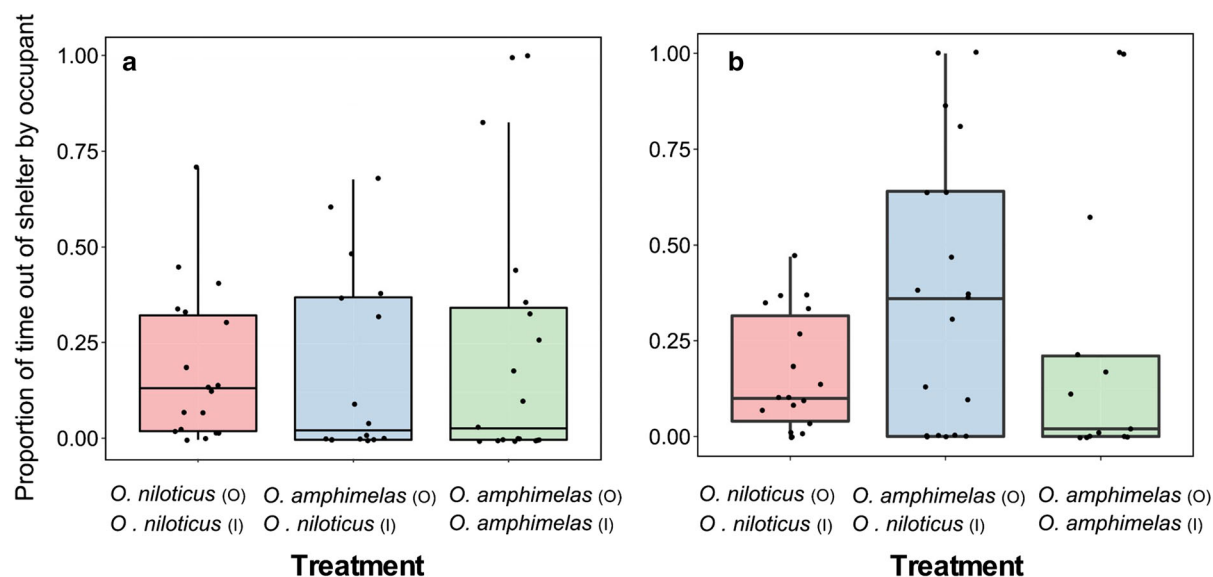 Proportion of time out of shelter by occupant
a
1.00
0.75
0.50
0.25
0.00
O. niloticus (O) O. amphimelas (O) O. amphimelas (O)
O . niloticus (I) O . niloticus (I) O. amphimelas (I)
Treatment
b
1.00
0.75
0.50
0.25
0.00
O. niloticus (O) O. amphimelas (O) O. amphimelas (O)
O . niloticus (I) O . niloticus (I) O. amphimelas (I)
Treatment